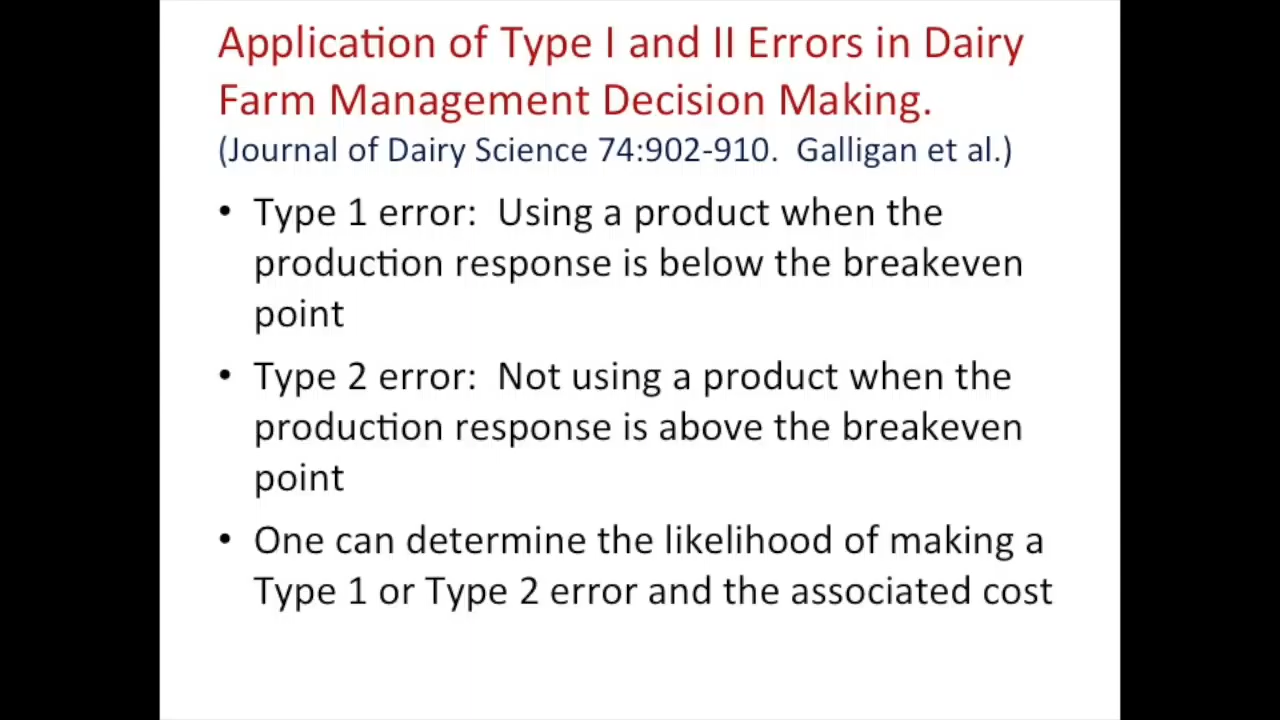 Application of Type I and II Errors in Dairy
Farm Management Decision Making.
(Journal of Dairy Science 74:902-910.  Galligan et al.)
• Type 1 error:  Using a product when the
production response is below the breakeven
point
• Type 2 error:  Not using a product when the
production response is above the breakeven
point
• One can determine the likelihood of making a
Type 1 or Type 2 error and the associated cost